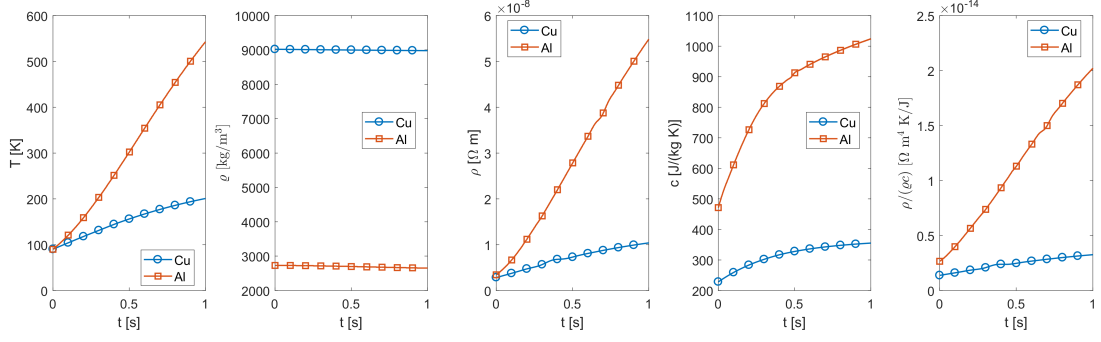 600
500
400
300
200
100
0
T [K]
0
0.5
1
t [s]
Cu
Al
10000
9000
8000
7000
6000
5000
4000
3000
2000
ϱ [kg/m³]
0
0.5
1
t [s]
Cu
Al
×10⁻⁸
6
4
2
0
ρ [Ω m]
0
0.5
1
t [s]
Cu
Al
1100
1000
900
800
700
600
500
400
300
200
c [J/(kg K)]
0
0.5
1
t [s]
Cu
Al
×10⁻¹⁴
2.5
2
1.5
1
0.5
0
ρ/(ϱc) [Ω m⁴ K/J]
0
0.5
1
t [s]
Cu
Al